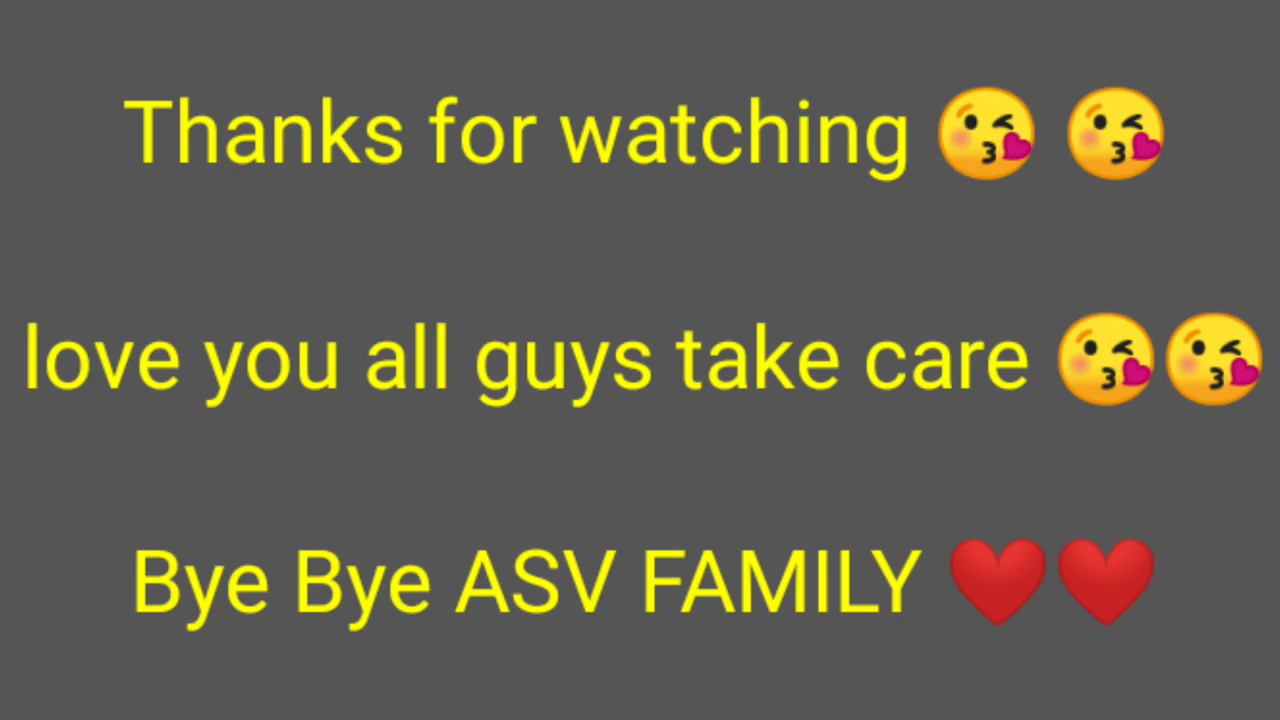 Thanks for watching 😘 😘
love you all guys take care 😘😘
Bye Bye ASV FAMILY ❤️❤️